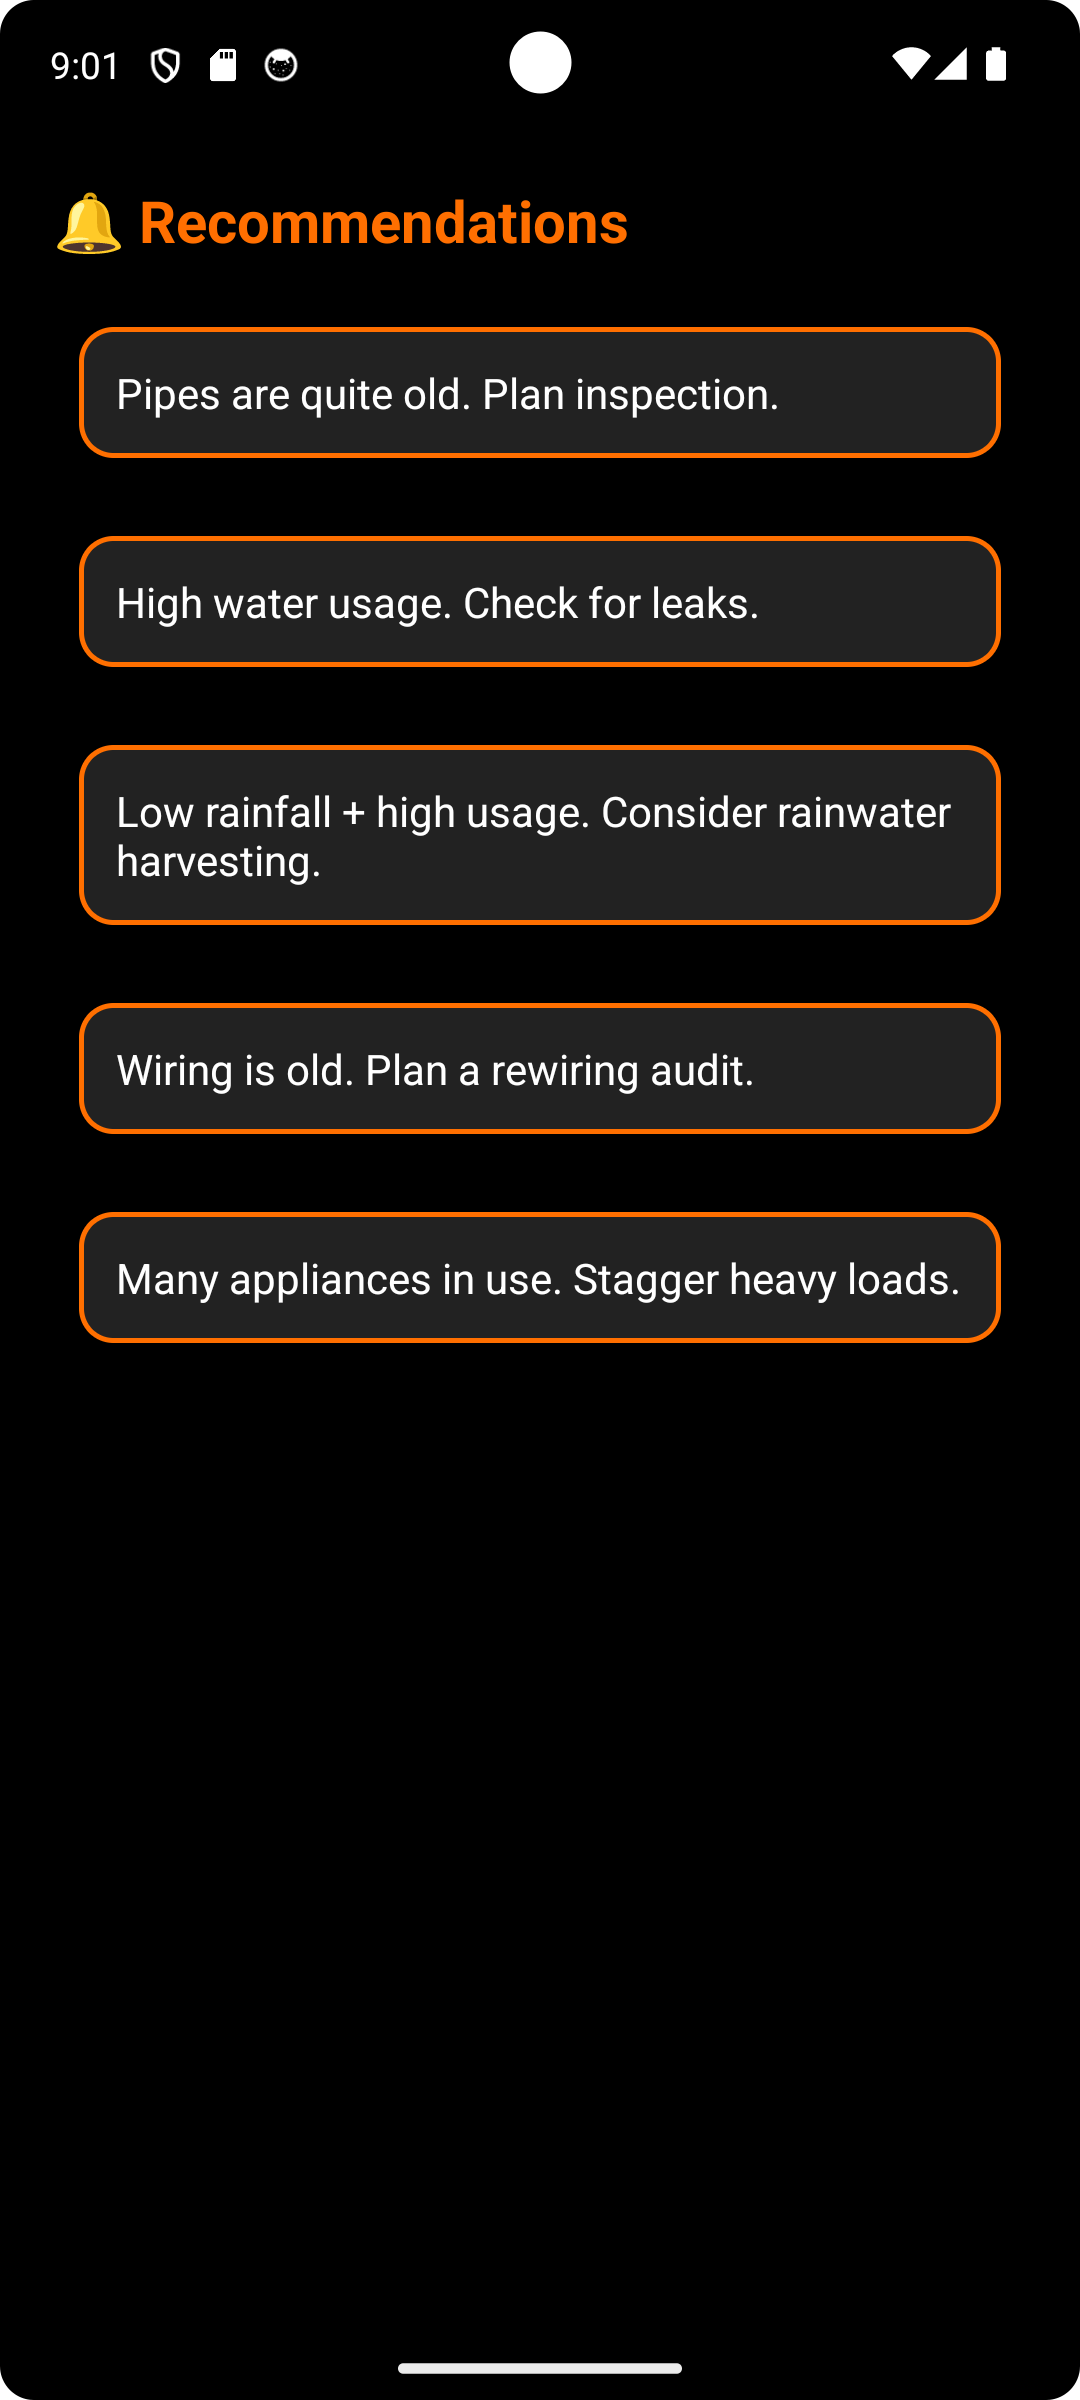 9:01
🔔 Recommendations
Pipes are quite old. Plan inspection.
High water usage. Check for leaks.
Low rainfall + high usage. Consider rainwater
harvesting.
Wiring is old. Plan a rewiring audit.
Many appliances in use. Stagger heavy loads.